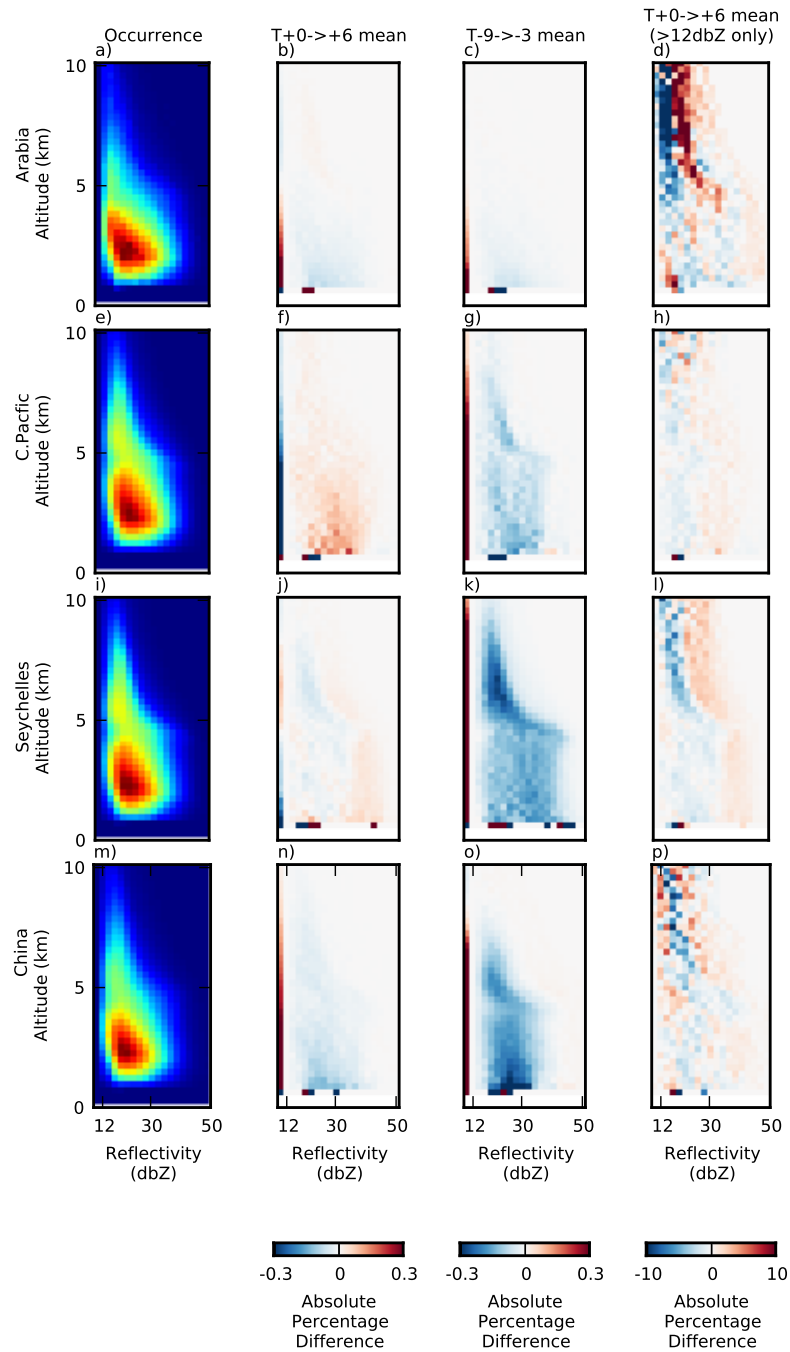 T+0->+6 mean
Occurrence T+0->+6 mean T-9->-3 mean (>12dbZ only)
a) b) c) d)
10
Arabia
Altitude (km)
5
0
e) f) g) h)
10
C.Pacfic
Altitude (km)
5
0
i) j) k) l)
10
Seychelles
Altitude (km)
5
0
m) n) o) p)
10
China
Altitude (km)
5
0
12 30 50 12 30 50 12 30 50 12 30 50
Reflectivity Reflectivity Reflectivity Reflectivity
(dbZ) (dbZ) (dbZ) (dbZ)
-0.3 0 0.3 -0.3 0 0.3 -10 0 10
Absolute Absolute Absolute
Percentage Percentage Percentage
Difference Difference Difference